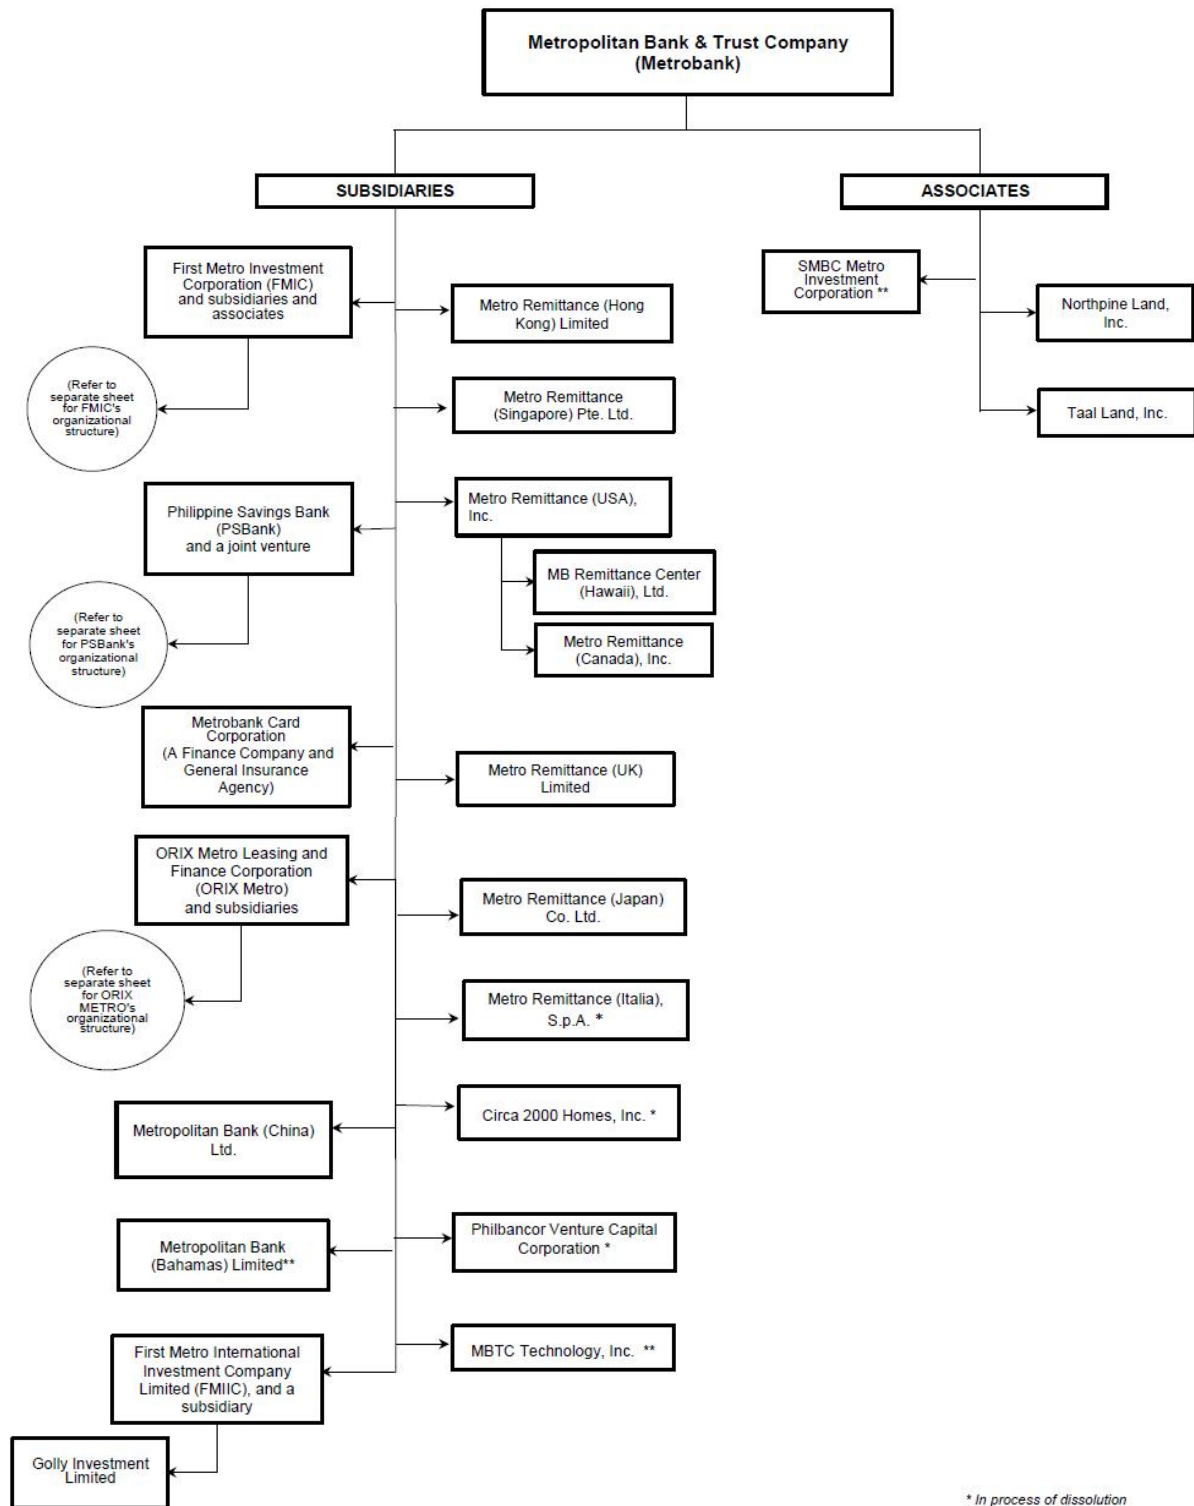 Metropolitan Bank & Trust Company
(Metrobank)
SUBSIDIARIES
ASSOCIATES
First Metro Investment
Corporation (FMIC)
and subsidiaries and
associates
Metro Remittance (Hong
Kong) Limited
SMBC Metro
Investment
Corporation **
Northpine Land,
Inc.
(Refer to
separate sheet
for FMIC's
organizational
structure)
Metro Remittance
(Singapore) Pte. Ltd.
Taal Land, Inc.
Philippine Savings Bank
(PSBank)
and a joint venture
Metro Remittance (USA),
Inc.
MB Remittance Center
(Hawaii), Ltd.
(Refer to
separate sheet
for PSBank's
organizational
structure)
Metro Remittance
(Canada), Inc.
Metrobank Card
Corporation
(A Finance Company and
General Insurance
Agency)
Metro Remittance (UK)
Limited
ORIX Metro Leasing and
Finance Corporation
(ORIX Metro)
and subsidiaries
Metro Remittance (Japan)
Co. Ltd.
(Refer to
separate sheet
for ORIX
METRO's
organizational
structure)
Metro Remittance (Italia),
S.p.A. *
Metropolitan Bank (China)
Ltd.
Circa 2000 Homes, Inc. *
Metropolitan Bank
(Bahamas) Limited**
Philbancor Venture Capital
Corporation *
First Metro International
Investment Company
Limited (FMIIC), and a
subsidiary
MBTC Technology, Inc. **
Golly Investment
Limited
* In process of dissolution